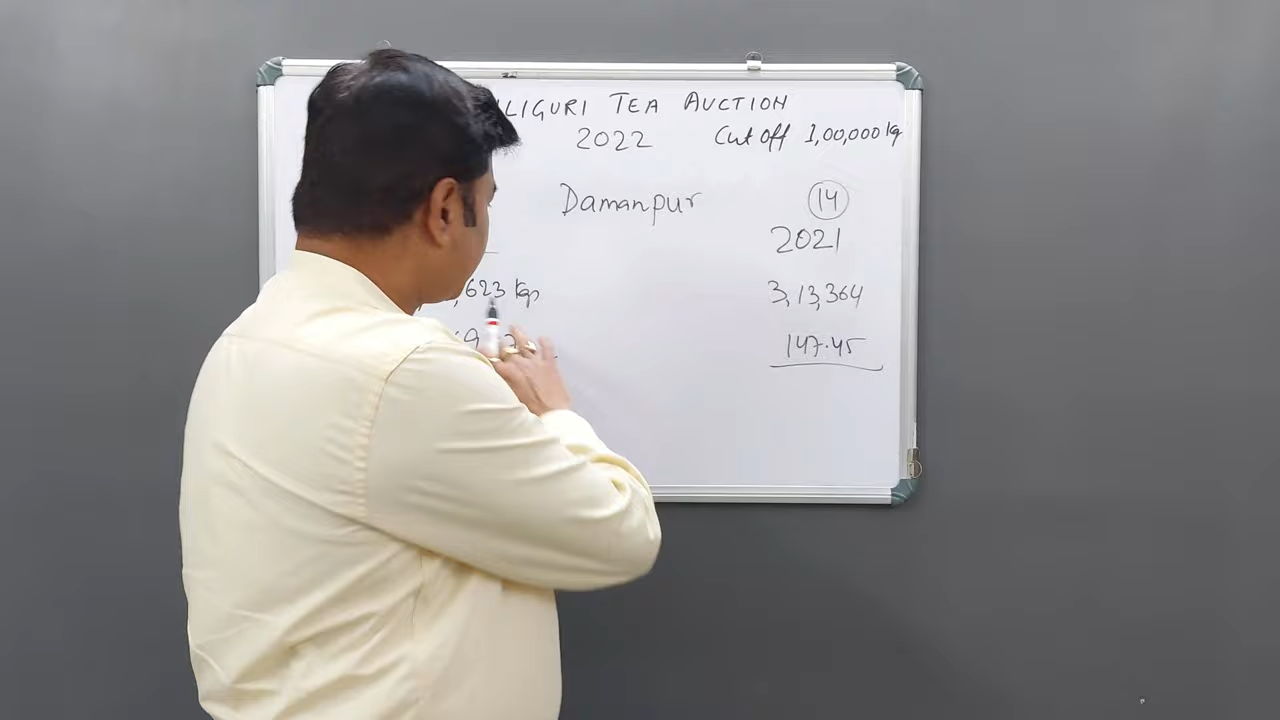 LIGURI TEA AUCTION
2022 Cut off 1,00,000 kg
Damanpur 14
2021
623 kgs 3,13,364
147.45